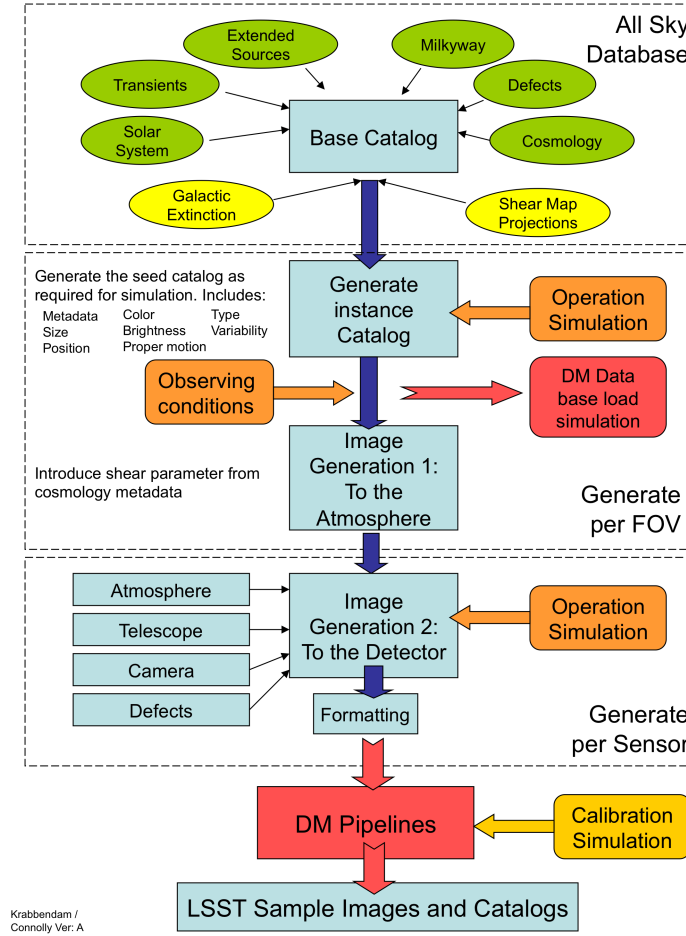 All Sky
Database
Extended
Sources
Milkyway
Transients
Defects
Base Catalog
Solar
System
Cosmology
Galactic
Extinction
Shear Map
Projections
Generate the seed catalog as
required for simulation. Includes:
Metadata Color Type
Size Brightness Variability
Position Proper motion
Generate
instance
Catalog
Operation
Simulation
Observing
conditions
DM Data
base load
simulation
Image
Generation 1:
To the
Atmosphere
Introduce shear parameter from
cosmology metadata
Generate
per FOV
Atmosphere
Telescope
Camera
Defects
Image
Generation 2:
To the Detector
Operation
Simulation
Formatting
Generate
per Sensor
DM Pipelines
Calibration
Simulation
LSST Sample Images and Catalogs
Krabbendam /
Connolly Ver: A